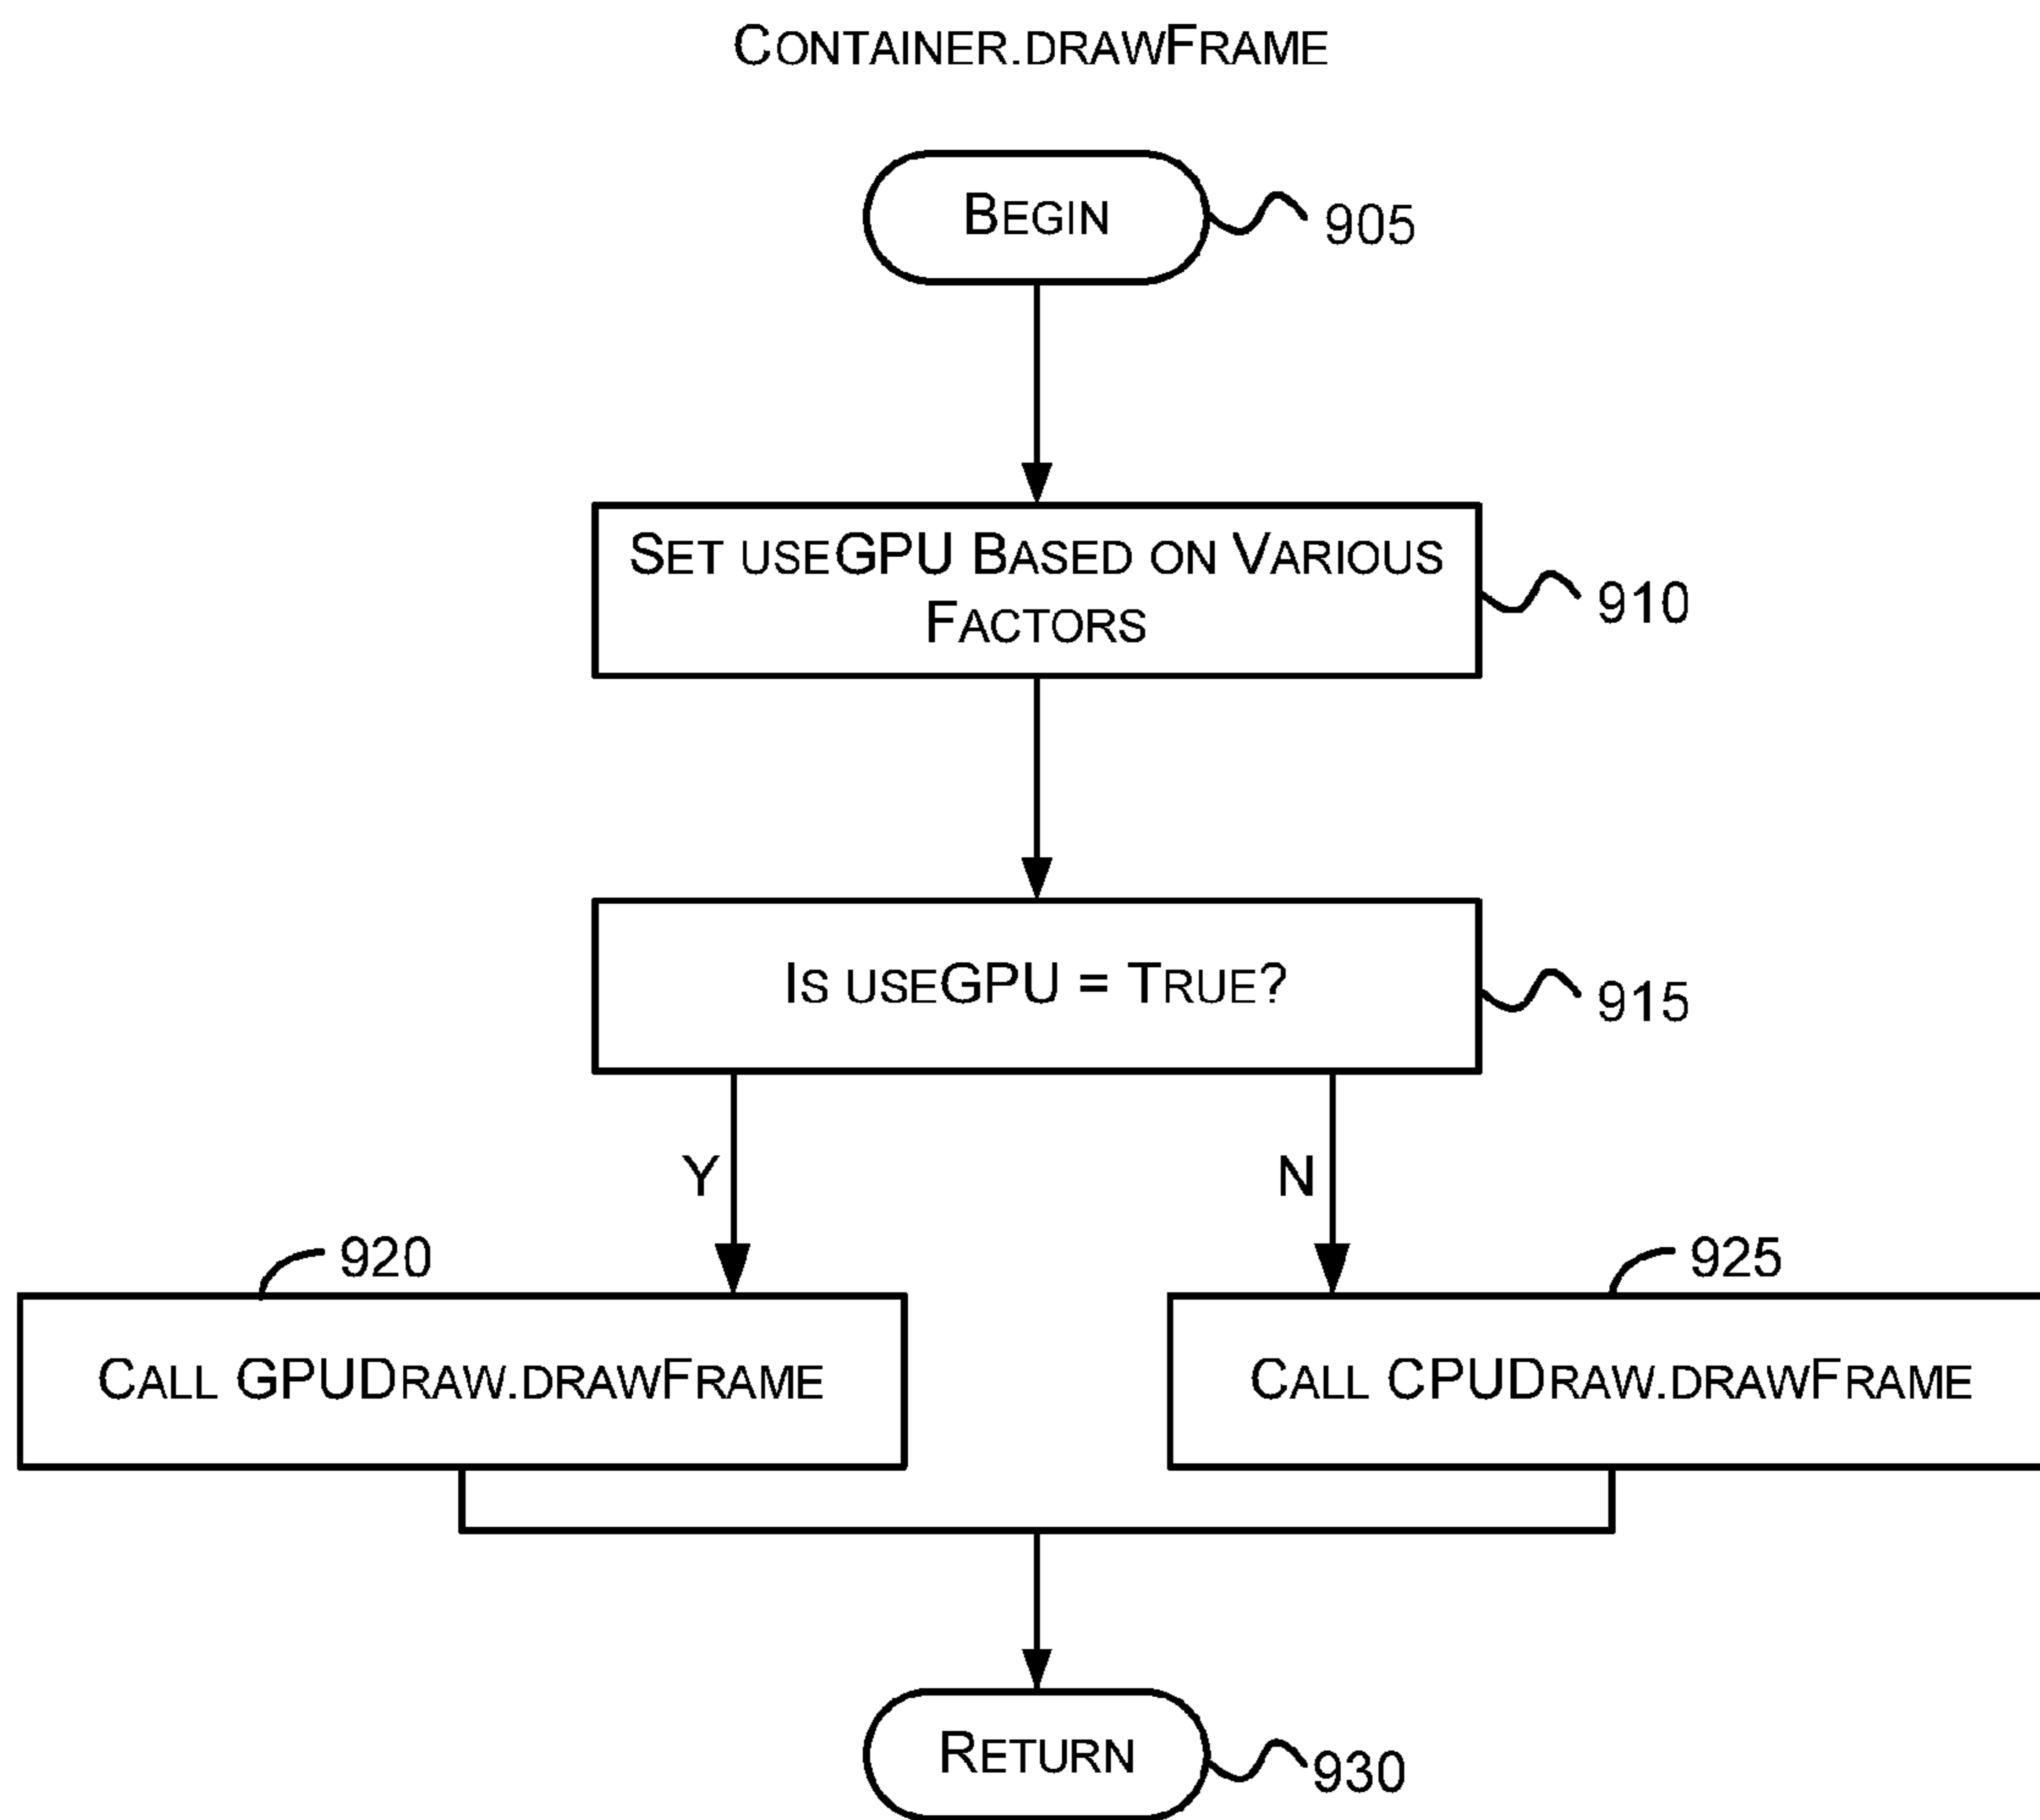 CONTAINER.DRAWFRAME
BEGIN
905
SET USEGPU BASED ON VARIOUS
FACTORS
910
IS USEGPU = TRUE?
915
Y
N
920
925
CALL GPUDRAW.DRAWFRAME
CALL CPUDRAW.DRAWFRAME
RETURN
930